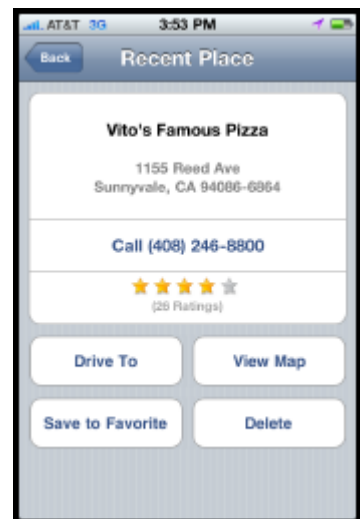 AT&T 3G 3:53 PM
Back Recent Place
Vito's Famous Pizza
1155 Reed Ave
Sunnyvale, CA 94086-6864
Call (408) 246-8800
(26 Ratings)
Drive To View Map
Save to Favorite Delete